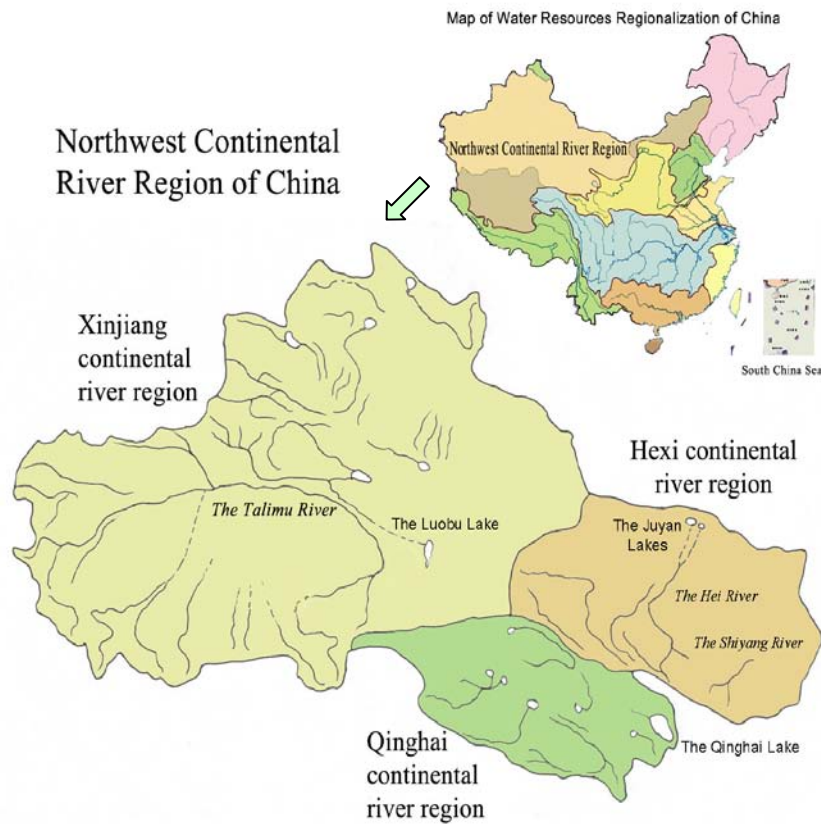 Map of Water Resources Regionalization of China
Northwest Continental River Region
South China Sea
Northwest Continental
River Region of China
Xinjiang
continental
river region
The Talimu River
The Luobu Lake
Hexi continental
river region
The Juyan
Lakes
The Hei River
The Shiyang River
The Qinghai Lake
Qinghai
continental
river region